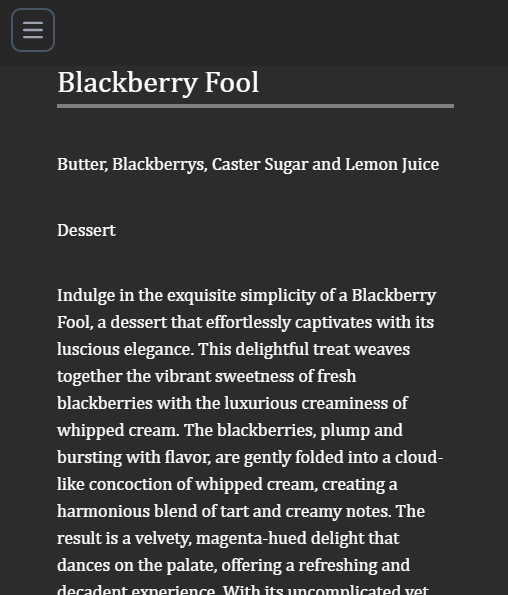 Blackberry Fool
Butter, Blackberrys, Caster Sugar and Lemon Juice
Dessert
Indulge in the exquisite simplicity of a Blackberry
Fool, a dessert that effortlessly captivates with its
luscious elegance. This delightful treat weaves
together the vibrant sweetness of fresh
blackberries with the luxurious creaminess of
whipped cream. The blackberries, plump and
bursting with flavor, are gently folded into a cloud-
like concoction of whipped cream, creating a
harmonious blend of tart and creamy notes. The
result is a velvety, magenta-hued delight that
dances on the palate, offering a refreshing and
decadent experience. With its uncomplicated yet